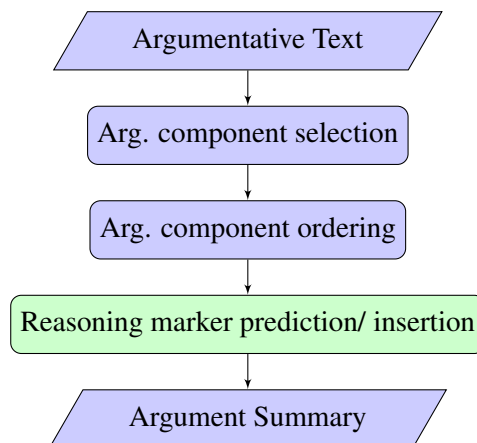 Argumentative Text
Arg. component selection
Arg. component ordering
Reasoning marker prediction/ insertion
Argument Summary